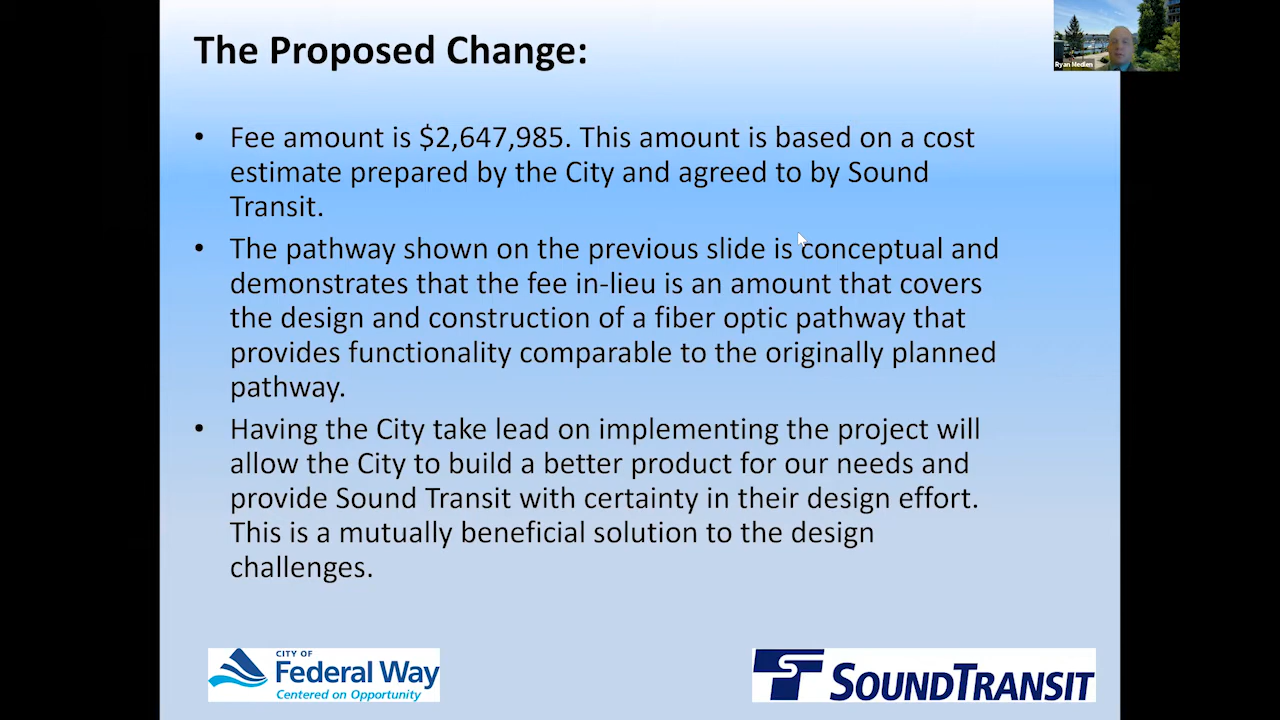 The Proposed Change:
Ryan Medlen
• Fee amount is $2,647,985. This amount is based on a cost
estimate prepared by the City and agreed to by Sound
Transit.
• The pathway shown on the previous slide is conceptual and
demonstrates that the fee in-lieu is an amount that covers
the design and construction of a fiber optic pathway that
provides functionality comparable to the originally planned
pathway.
• Having the City take lead on implementing the project will
allow the City to build a better product for our needs and
provide Sound Transit with certainty in their design effort.
This is a mutually beneficial solution to the design
challenges.
CITY OF
Federal Way
Centered on Opportunity
SOUNDTRANSIT